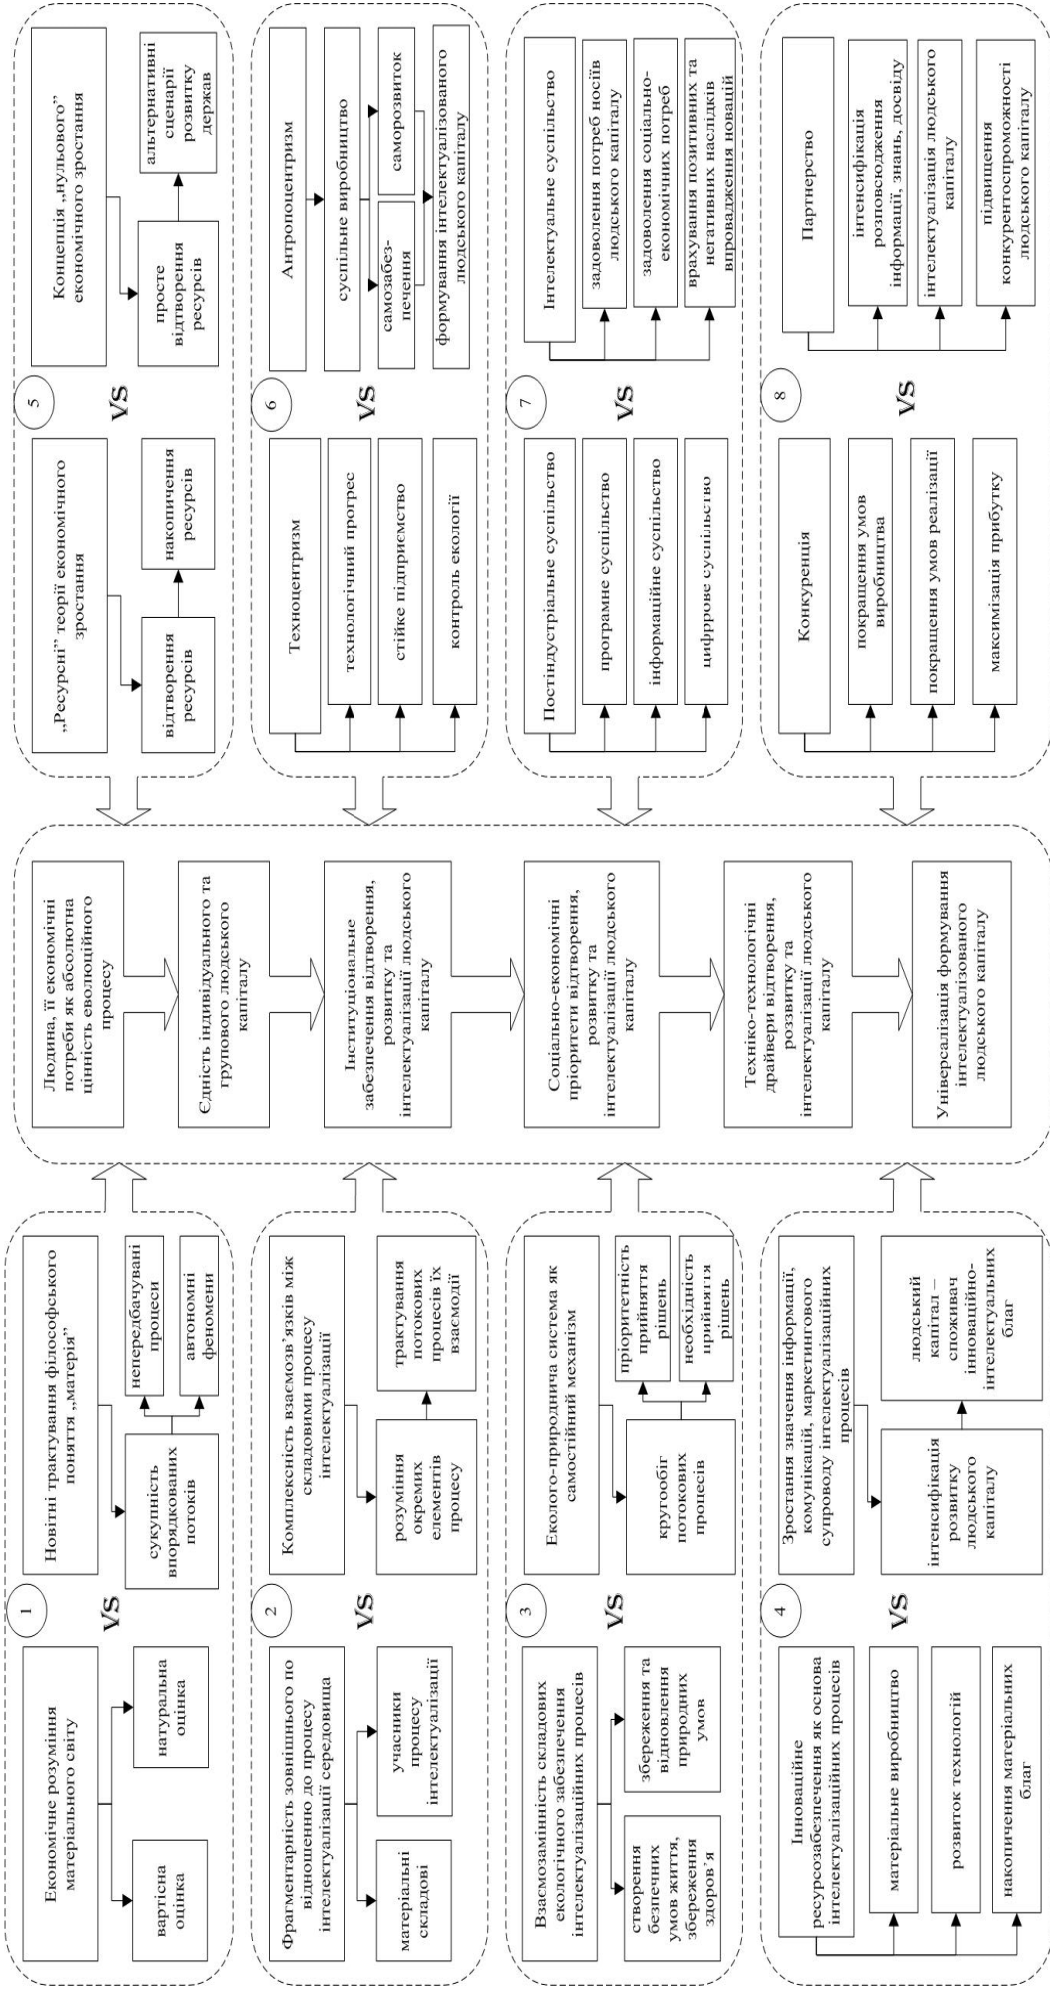 1
Економічне розуміння
матеріального світу
вартісна
оцінка
натуральна
оцінка
VS
Новітні трактування філософського
поняття „матерія”
сукупність
впорядкованих
потоків
непередбачувані
процеси
автономні
феномени
2
Фрагментарність зовнішнього по
відношенню до процесу
інтелектуалізації середовища
матеріальні
складові
учасники
процесу
інтелектуалізації
VS
Комплексність взаємозв’язків між
складовими процесу
інтелектуалізації
розуміння
окремих
елементів
процесу
трактування
потокових
процесів їх
взаємодії
3
Взаємозамінність складових
екологічного забезпечення
інтелектуалізаційних процесів
створення
безпечних
умов життя,
збереження
здоров’я
збереження та
відновлення
природних
умов
VS
Еколого-природнича система як
самостійний механізм
кругообіг
потокових
процесів
пріоритетність
прийняття
рішень
необхідність
прийняття
рішень
4
Інноваційне
ресурсозабезпечення як основа
інтелектуалізаційних процесів
матеріальне виробництво
розвиток технологій
накопичення матеріальних
благ
VS
Зростання значення інформації,
комунікацій, маркетингового
супроводу інтелектуалізаційних
процесів
інтенсифікація
розвитку
людського
капіталу
людський
капітал –
споживач
інноваційно-
інтелектуальних
благ
Людина, її економічні
потреби як абсолютна
цінність еволюційного
процесу
Єдність індивідуального та
групового людського
капіталу
Інституціональне
забезпечення відтворення,
розвитку та
інтелектуалізації людського
капіталу
Соціально-економічні
пріоритети відтворення,
розвитку та
інтелектуалізації людського
капіталу
Техніко-технологічні
драйвери відтворення,
роззвитку та
інтелектуалізації людського
капіталу
Універсалізація формування
інтелектуалізованого
людського капіталу
5
„Ресурсні” теорії економічного
зростання
відтворення
ресурсів
накопичення
ресурсів
VS
Концепція „нульового”
економічного зростання
просте
відтворення
ресурсів
альтернативні
сценарії
розвитку
держав
6
Техноцентризм
технологічний прогрес
стійке підприємство
контроль екології
VS
Антропоцентризм
суспільне виробництво
самозабез-
печення
саморозвиток
формування інтелектуалізованого
людського капіталу
7
Постіндустріальне суспільство
програмне суспільство
інформаційне суспільство
цифррове суспільство
VS
Інтелектуальне суспільство
задоволення потреб носіїв
людського капіталу
задоволення соціально-
економічних потреб
врахування позитивних та
негативних наслідків
впровадження новацій
8
Конкуренція
покращення умов
виробництва
покращення умов реалізації
максимізація прибутку
VS
Партнерство
інтенсифікація
розповсюдження
інформації, знань, досвіду
інтелектуалізація людського
капіталу
підвищення
конкурентоспроможності
людського капіталу